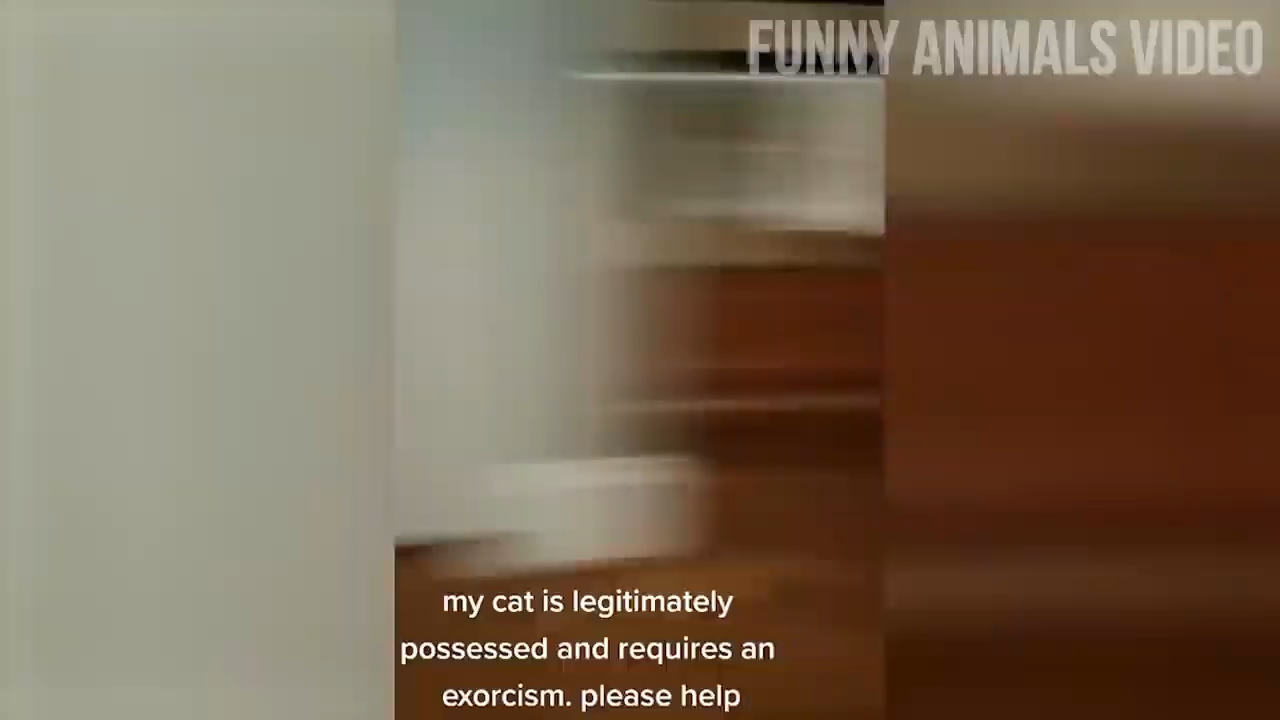 FUNNY ANIMALS VIDEO
my cat is legitimately
possessed and requires an
exorcism. please help